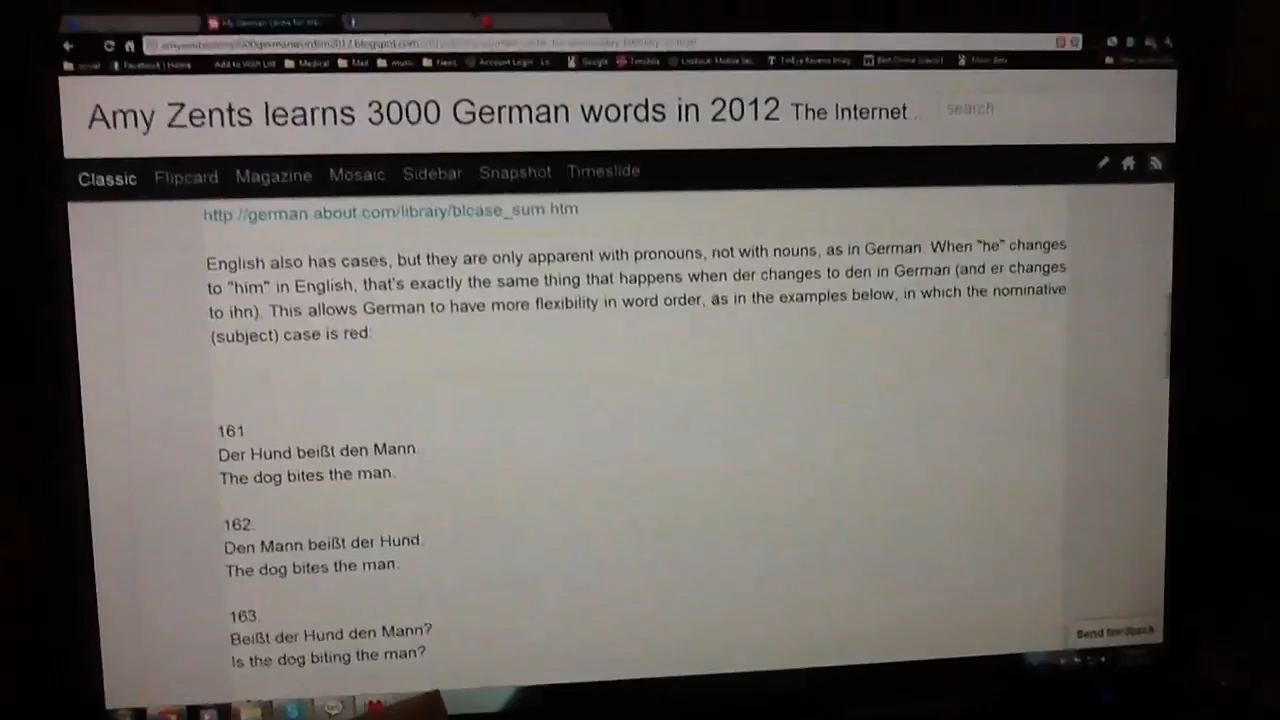 Amy Zents learns 3000 German words in 2012 The Internet ..
search
Classic Flipcard Magazine Mosaic Sidebar Snapshot Timeslide
http://german about com/library/blcase_sum htm
English also has cases, but they are only apparent with pronouns, not with nouns, as in German. When "he" changes
to "him" in English, that's exactly the same thing that happens when der changes to den in German (and er changes
to ihn). This allows German to have more flexibility in word order, as in the examples below, in which the nominative
(subject) case is red:
161
Der Hund beißt den Mann.
The dog bites the man.
162.
Den Mann beißt der Hund.
The dog bites the man.
163.
Beißt der Hund den Mann?
Is the dog biting the man?
Send feedback